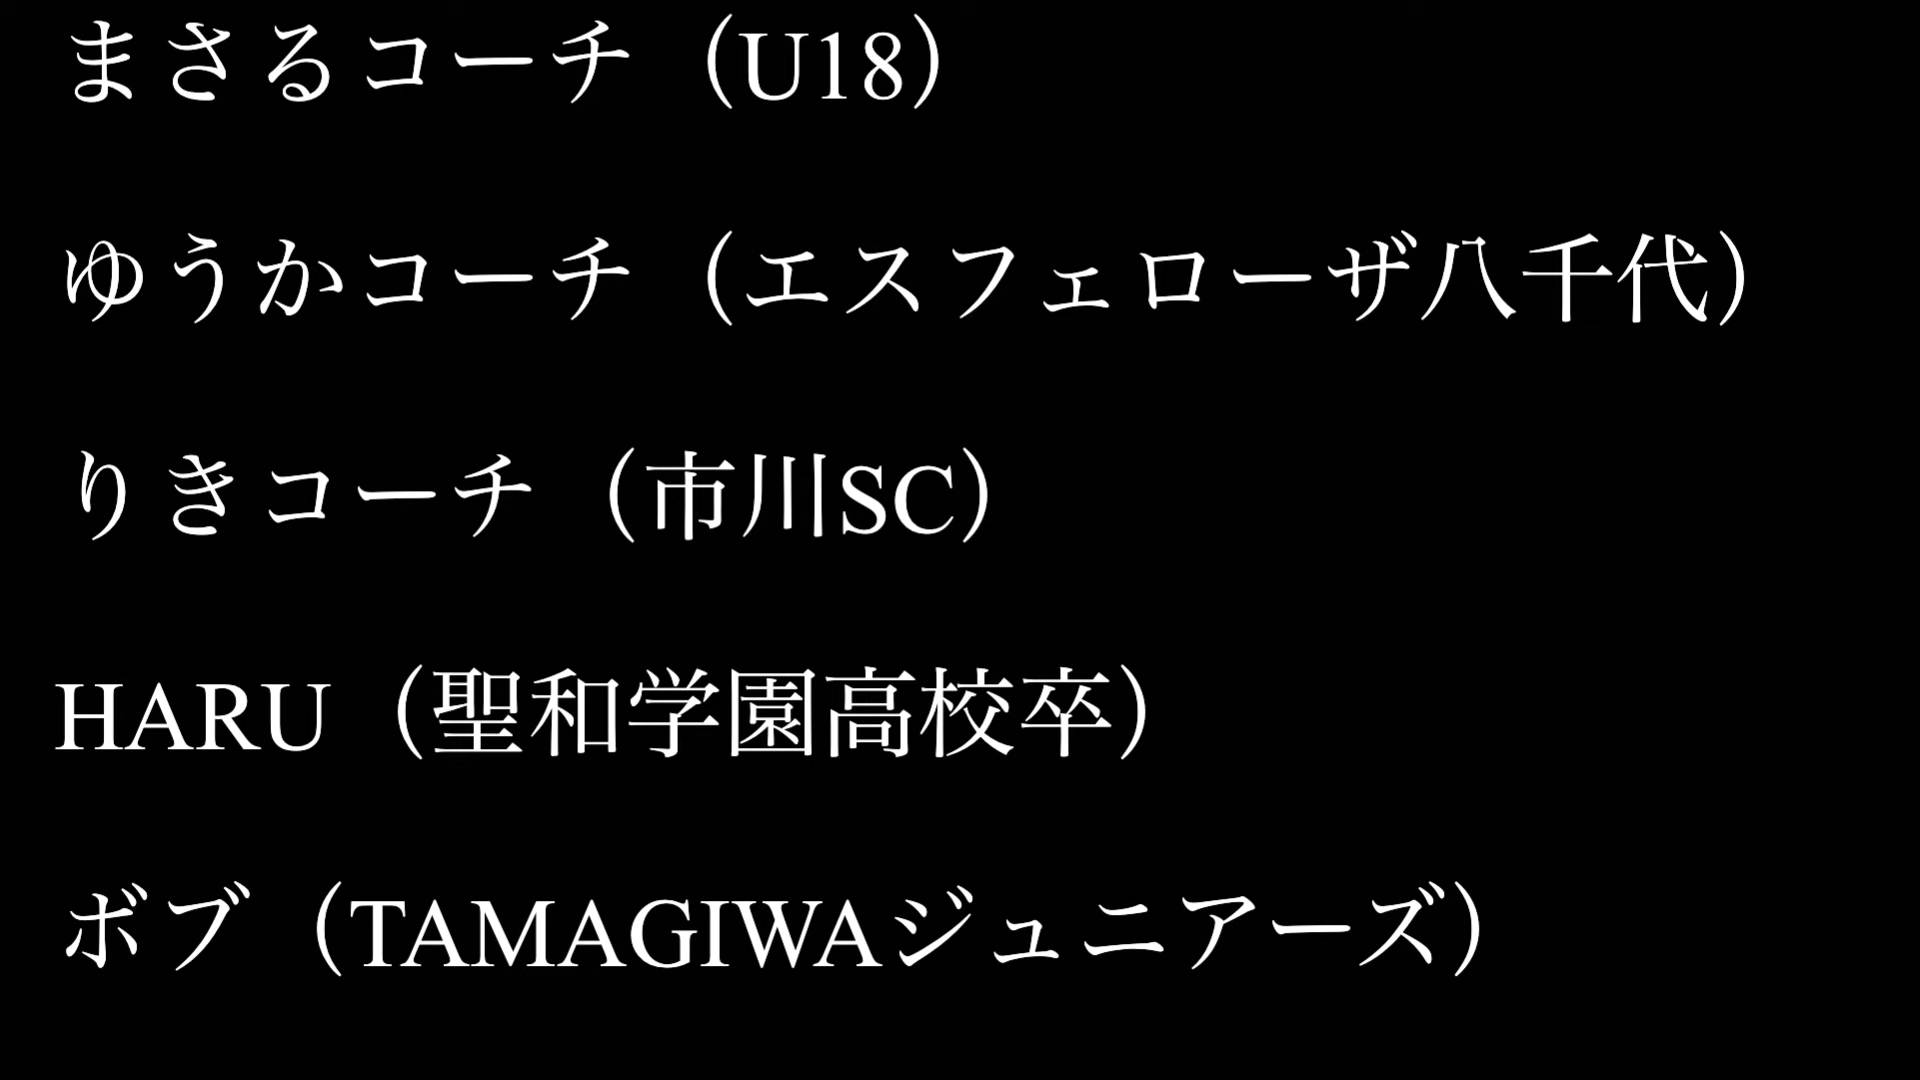 まさるコーチ（U18）
ゆうかコーチ（エスフェローザ八千代）
りきコーチ（市川SC）
HARU（聖和学園高校卒）
ボブ（TAMAGIWAジュニアーズ）